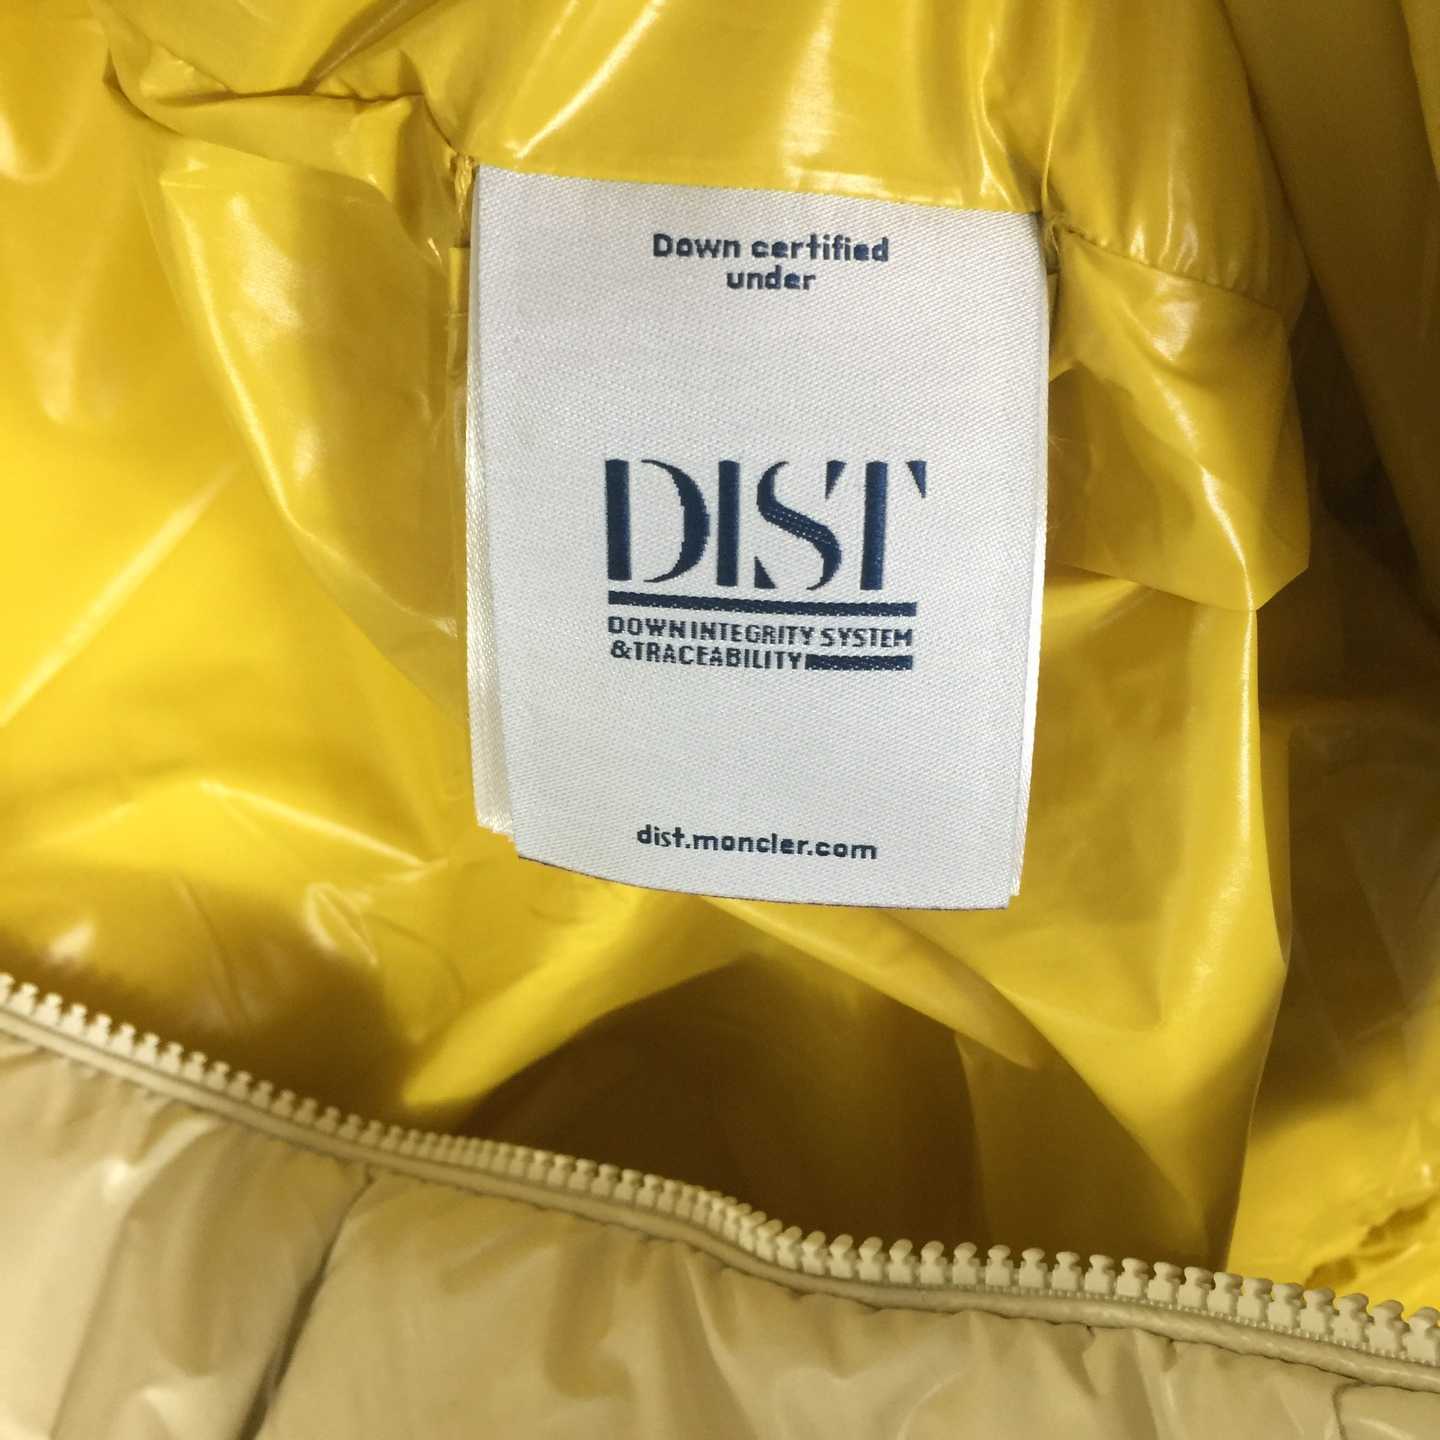 Down certified
under
DIST
DOWN INTEGRITY SYSTEM
&TRACEABILITY
dist.moncler.com